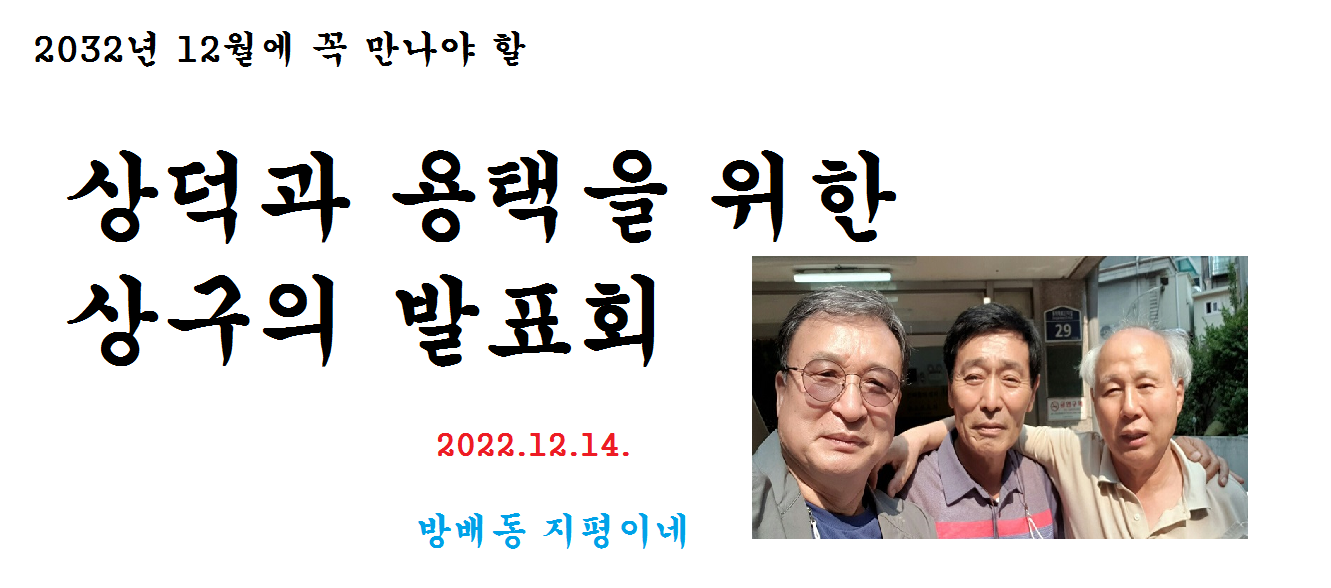 2032년 12월에 꼭 만나야 할
상덕과 용택을 위한
상구의 발표회
2022.12.14.
방배동 지평이네
29